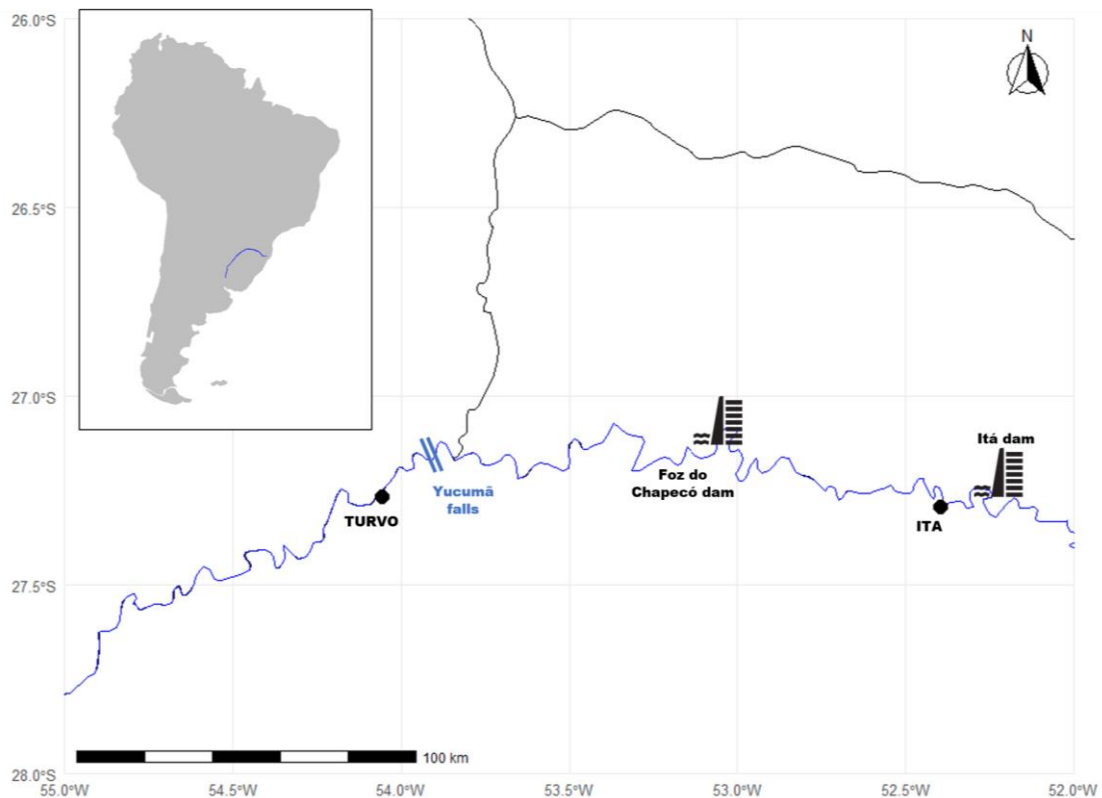 26.0°S
N
26.5°S
27.0°S
Itá dam
Foz do
Chapecó dam
Yucumã
falls
TURVO
ITA
27.5°S
100 km
28.0°S
55.0°W 54.5°W 54.0°W 53.5°W 53.0°W 52.5°W 52.0°W